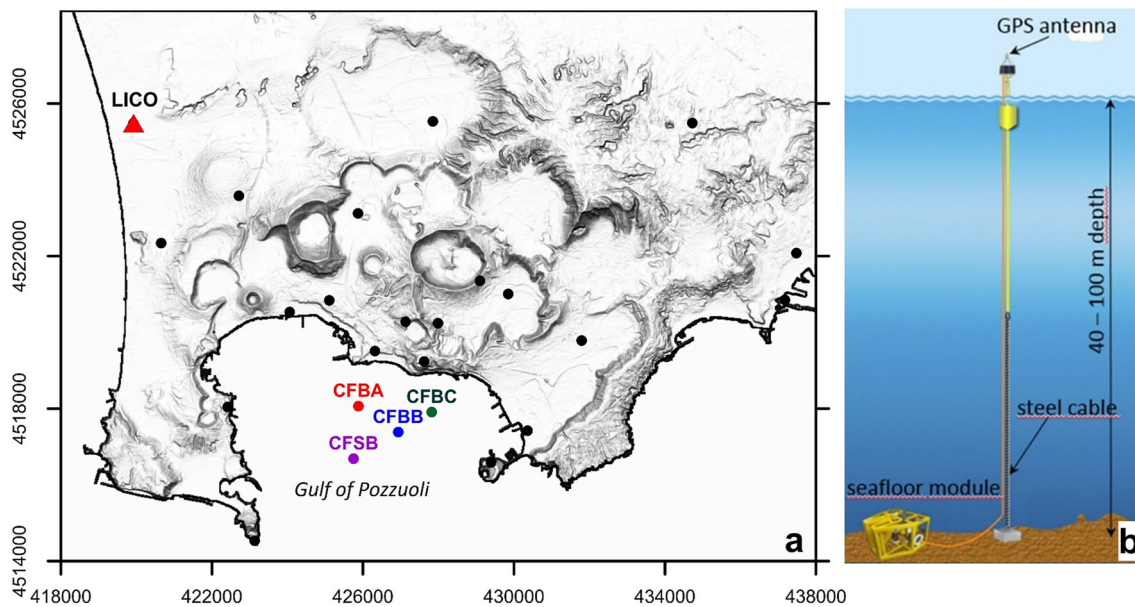 4526000
4522000
4518000
4514000
LICO
CFBA
CFBC
CFBB
CFSB
Gulf of Pozzuoli
a
418000 422000 426000 430000 434000 438000
GPS antenna
40 – 100 m depth
steel cable
seafloor module
b